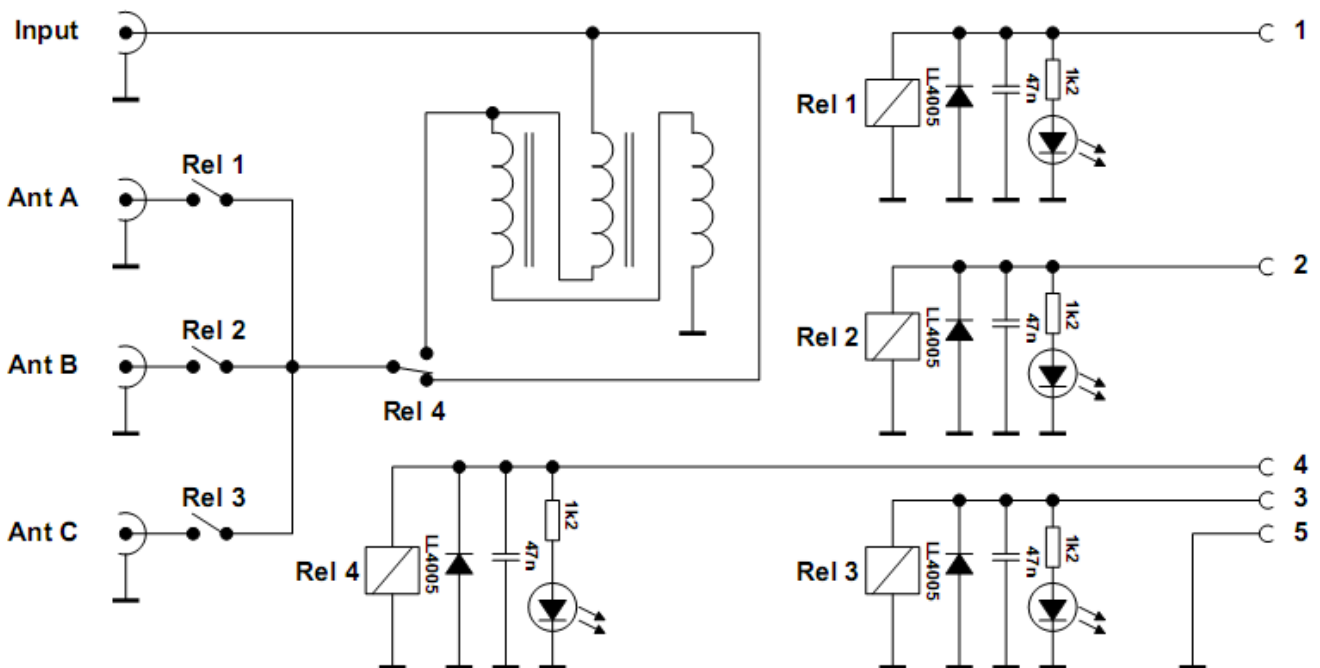 Input
1
Rel 1
LL4005
47n
1k2
Rel 1
Ant A
2
Rel 2
LL4005
47n
1k2
Rel 2
Ant B
Rel 4
4
Rel 3
3
Ant C
5
Rel 4
LL4005
47n
1k2
Rel 3
LL4005
47n
1k2